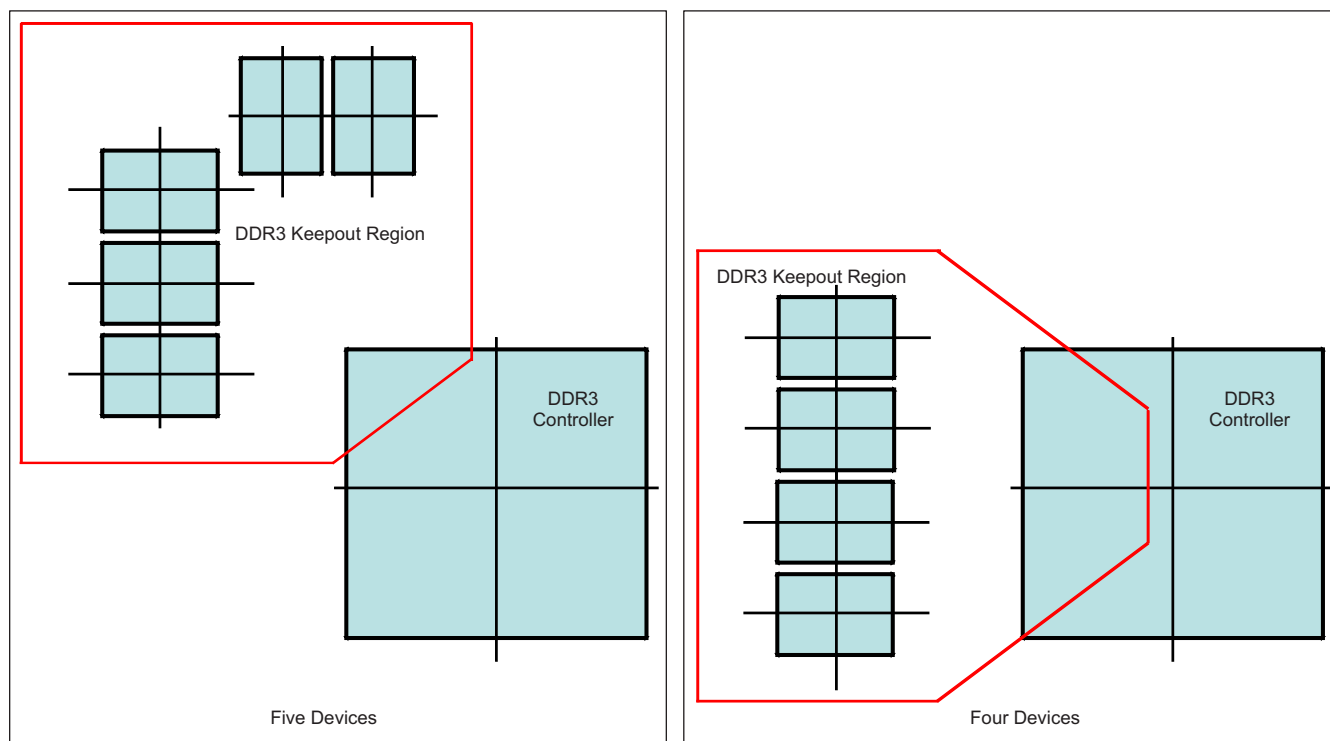 DDR3 Keepout Region
DDR3
Controller
Five Devices
DDR3 Keepout Region
DDR3
Controller
Four Devices